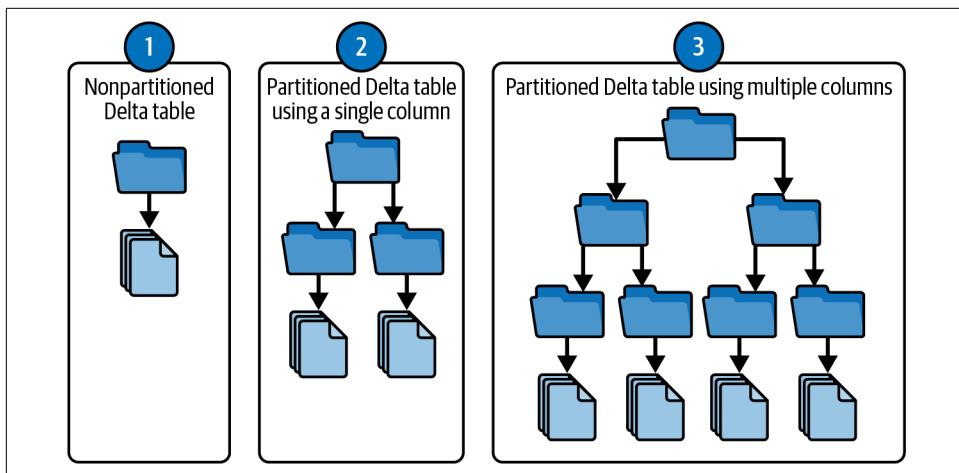 1
Nonpartitioned
Delta table
2
Partitioned Delta table
using a single column
3
Partitioned Delta table using multiple columns